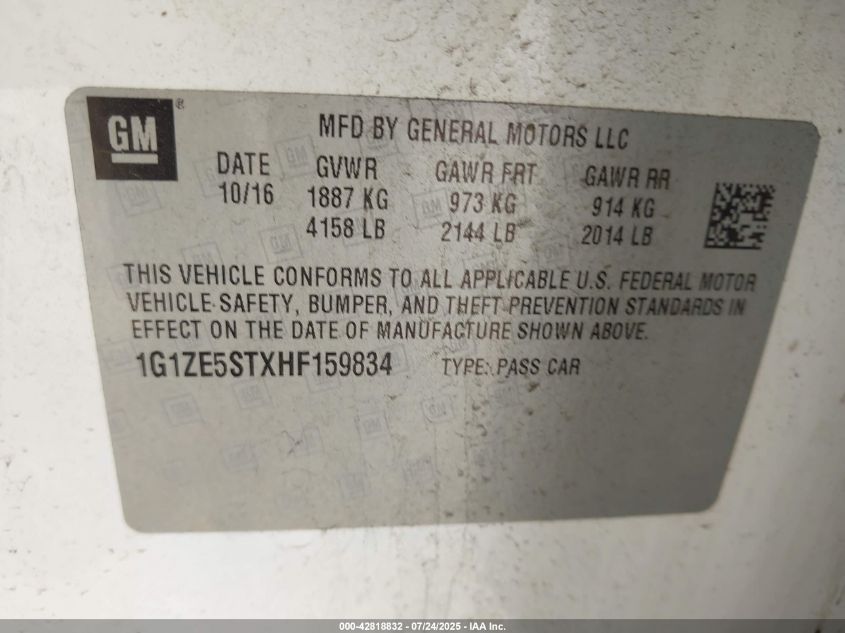 GM ®
MFD BY GENERAL MOTORS LLC
DATE GVWR GAWR FRT GAWR RR
10/16 1887 KG 973 KG 914 KG
4158 LB 2144 LB 2014 LB
THIS VEHICLE CONFORMS TO ALL APPLICABLE U.S. FEDERAL MOTOR
VEHICLE SAFETY, BUMPER, AND THEFT PREVENTION STANDARDS IN
EFFECT ON THE DATE OF MANUFACTURE SHOWN ABOVE.
1G1ZE5STXHF159834 TYPE: PASS CAR
000-42818832 - 07/24/2025 - IAA Inc.